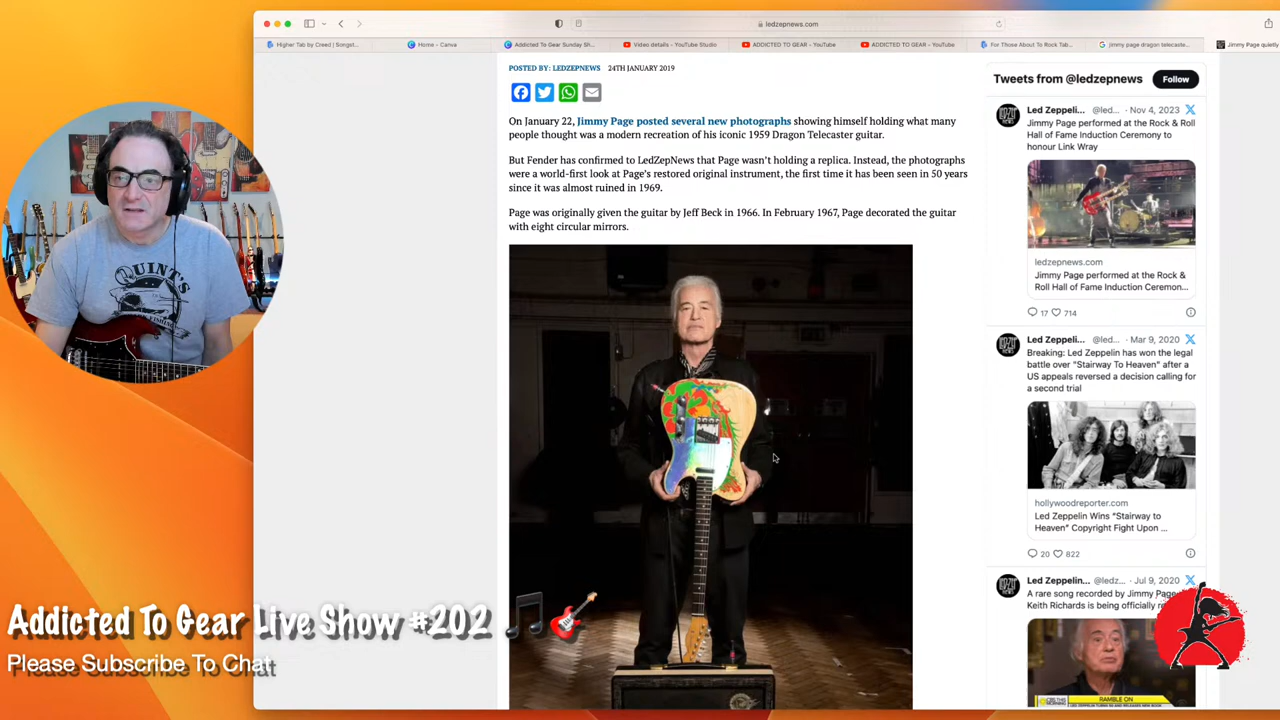 ledzepnews.com
Higher Tab by Creed | Songst...
Home - Canva
Addicted To Gear Sunday Sh...
Video details - YouTube Studio
ADDICTED TO GEAR - YouTube
ADDICTED TO GEAR - YouTube
For Those About To Rock Tab...
jimmy page dragon telecaste...
Jimmy Page quietly
POSTED BY: LEDZEPNEWS 24TH JANUARY 2019
On January 22, Jimmy Page posted several new photographs showing himself holding what many
people thought was a modern recreation of his iconic 1959 Dragon Telecaster guitar.
But Fender has confirmed to LedZepNews that Page wasn't holding a replica. Instead, the photographs
were a world-first look at Page's restored original instrument, the first time it has been seen in 50 years
since it was almost ruined in 1969.
Page was originally given the guitar by Jeff Beck in 1966. In February 1967, Page decorated the guitar
with eight circular mirrors.
Tweets from @ledzepnews
Follow
Led Zeppeli... @led... · Nov 4, 2023
Jimmy Page performed at the Rock &
Roll Hall of Fame Induction Ceremony to
honour Link Wray
ledzepnews.com
Jimmy Page performed at the Rock &
Roll Hall of Fame Induction Ceremon...
17 714
Led Zeppeli... @led... · Mar 9, 2020
Breaking: Led Zeppelin has won the legal
battle over "Stairway To Heaven" after a
US appeals reversed a decision calling for
a second trial
hollywoodreporter.com
Led Zeppelin Wins "Stairway to
Heaven" Copyright Fight Upon ...
20 822
Led Zeppelin... @ledz... · Jul 9, 2020
A rare song recorded by Jimmy Page
Keith Richards is being officially
RAMBLE ON
QUINT'S
Addicted To Gear Live Show #202
Please Subscribe To Chat